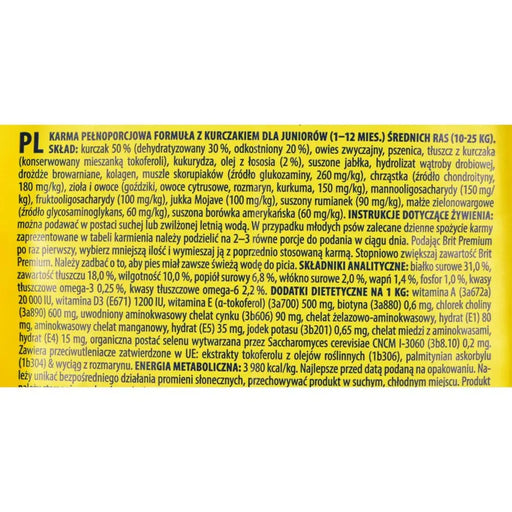 PL KARMA PEŁNOPORCJOWA FORMUŁA Z KURCZAKIEM DLA JUNIORÓW (1–12 MIES.) ŚREDNICH RAS (10-25 KG).
SKŁAD: kurczak 50 % (dehydratyzowany 30 %, odkostniony 20 %), owies zwyczajny, pszenica, tłuszcz z kurczaka
(konserwowany mieszanką tokoferoli), kukurydza, olej z łososia (2 %), suszone jabłka, hydrolizat wątroby drobiowej,
drożdże browarniane, kolagen, muszle skorupiaków (źródło glukozaminy, 260 mg/kg), chrząstka (źródło chondroityny,
180 mg/kg), zioła i owoce (goździki, owoce cytrusowe, rozmaryn, kurkuma, 150 mg/kg), mannooligosacharydy (150 mg/
kg), fruktooligosacharydy (100 mg/kg), jukka Mojave (100 mg/kg), suszony rumianek (90 mg/kg), małże zielonowargowe
(źródło glycosaminoglykans, 60 mg/kg), suszona borówka amerykańska (60 mg/kg). INSTRUKCJE DOTYCZĄCE ŻYWIENIA:
można podawać w postaci suchej lub zwilżonej letnią wodą. W przypadku młodych psów zalecane dzienne spożycie karmy
zaprezentowane w tabeli karmienia należy podzielić na 2–3 równe porcje do podania w ciągu dnia. Podając Brit Premium
po raz pierwszy, wybierz mniejszą ilość i wymieszaj ją z poprzednio stosowaną karmą. Stopniowo zwiększaj zawartość Brit
Premium. Należy zadbać o to, aby pies miał zawsze świeżą wodę do picia. SKŁADNIKI ANALITYCZNE: białko surowe 31,0 %,
zawartość tłuszczu 18,0 %, wilgotność 10,0 %, popiół surowy 6,8 %, włókno surowe 2,0 %, wapń 1,4 %, fosfor 1,0 %, kwasy
tłuszczowe omega-3 0,25 %, kwasy tłuszczowe omega-6 2,2 %. DODATKI DIETETYCZNE NA 1 KG: witamina A (3a672a)
20 000 IU, witamina D3 (E671) 1200 IU, witamina E (α-tokoferol) (3a700) 500 mg, biotyna (3a880) 0,6 mg, chlorek choliny
(3a890) 600 mg, uwodniony aminokwasowy chelat cynku (3b606) 90 mg, chelat żelazowo-aminokwasowy, hydrat (E1) 80
mg, aminokwasowy chelat manganowy, hydrat (E5) 35 mg, jodek potasu (3b201) 0,65 mg, chelat miedzi z aminokwasami,
hydrat (E4) 15 mg, organiczna postać selenu wytwarzana przez Saccharomyces cerevisiae CNCM I-3060 (3b8.10) 0,2 mg.
Zawiera przeciwutleniacze zatwierdzone w UE: ekstrakty tokoferolu z olejów roślinnych (1b306), palmitynian askorbylu
(1b304) & wyciąg z rozmarynu. ENERGIA METABOLICZNA: 3 980 kcal/kg. Najlepsze przed datą podaną na opakowaniu. Na-
leży unikać bezpośredniego działania promieni słonecznych, przechowywać produkt w suchym, chłodnym miejscu. Produkt